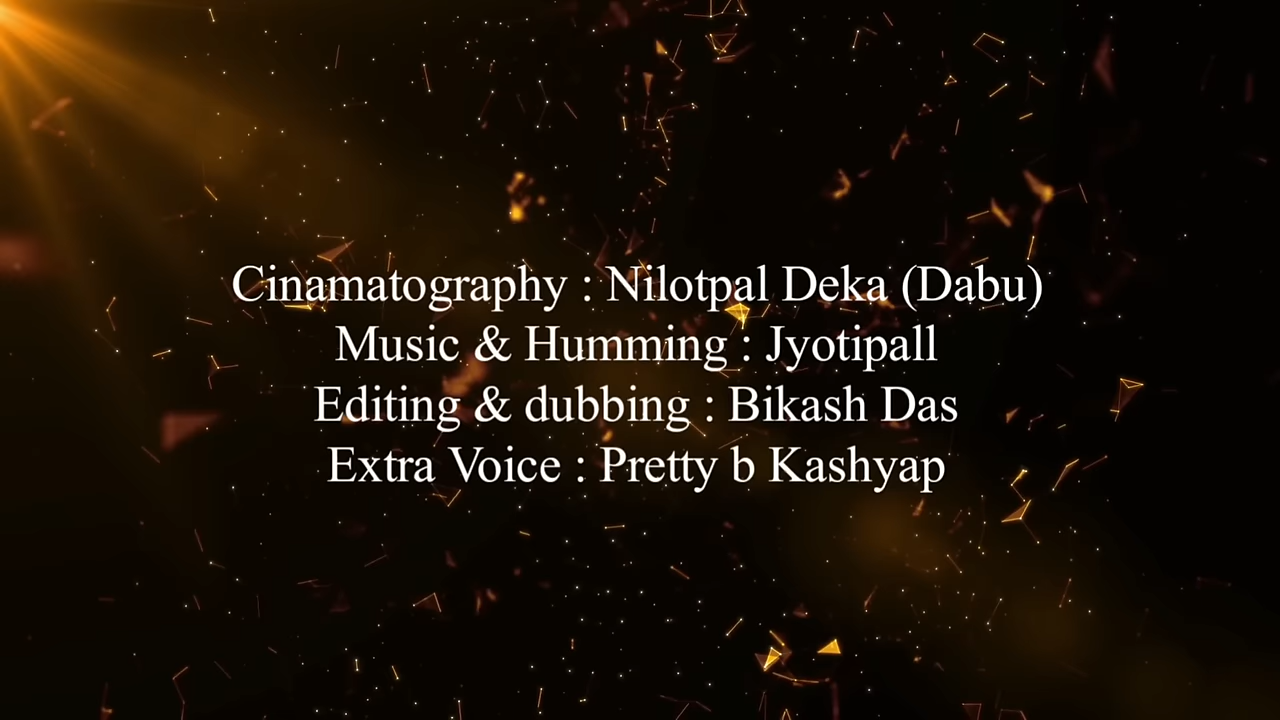 Cinamatography : Nilotpal Deka (Dabu)
Music & Humming : Jyotipall
Editing & dubbing : Bikash Das
Extra Voice : Pretty b Kashyap